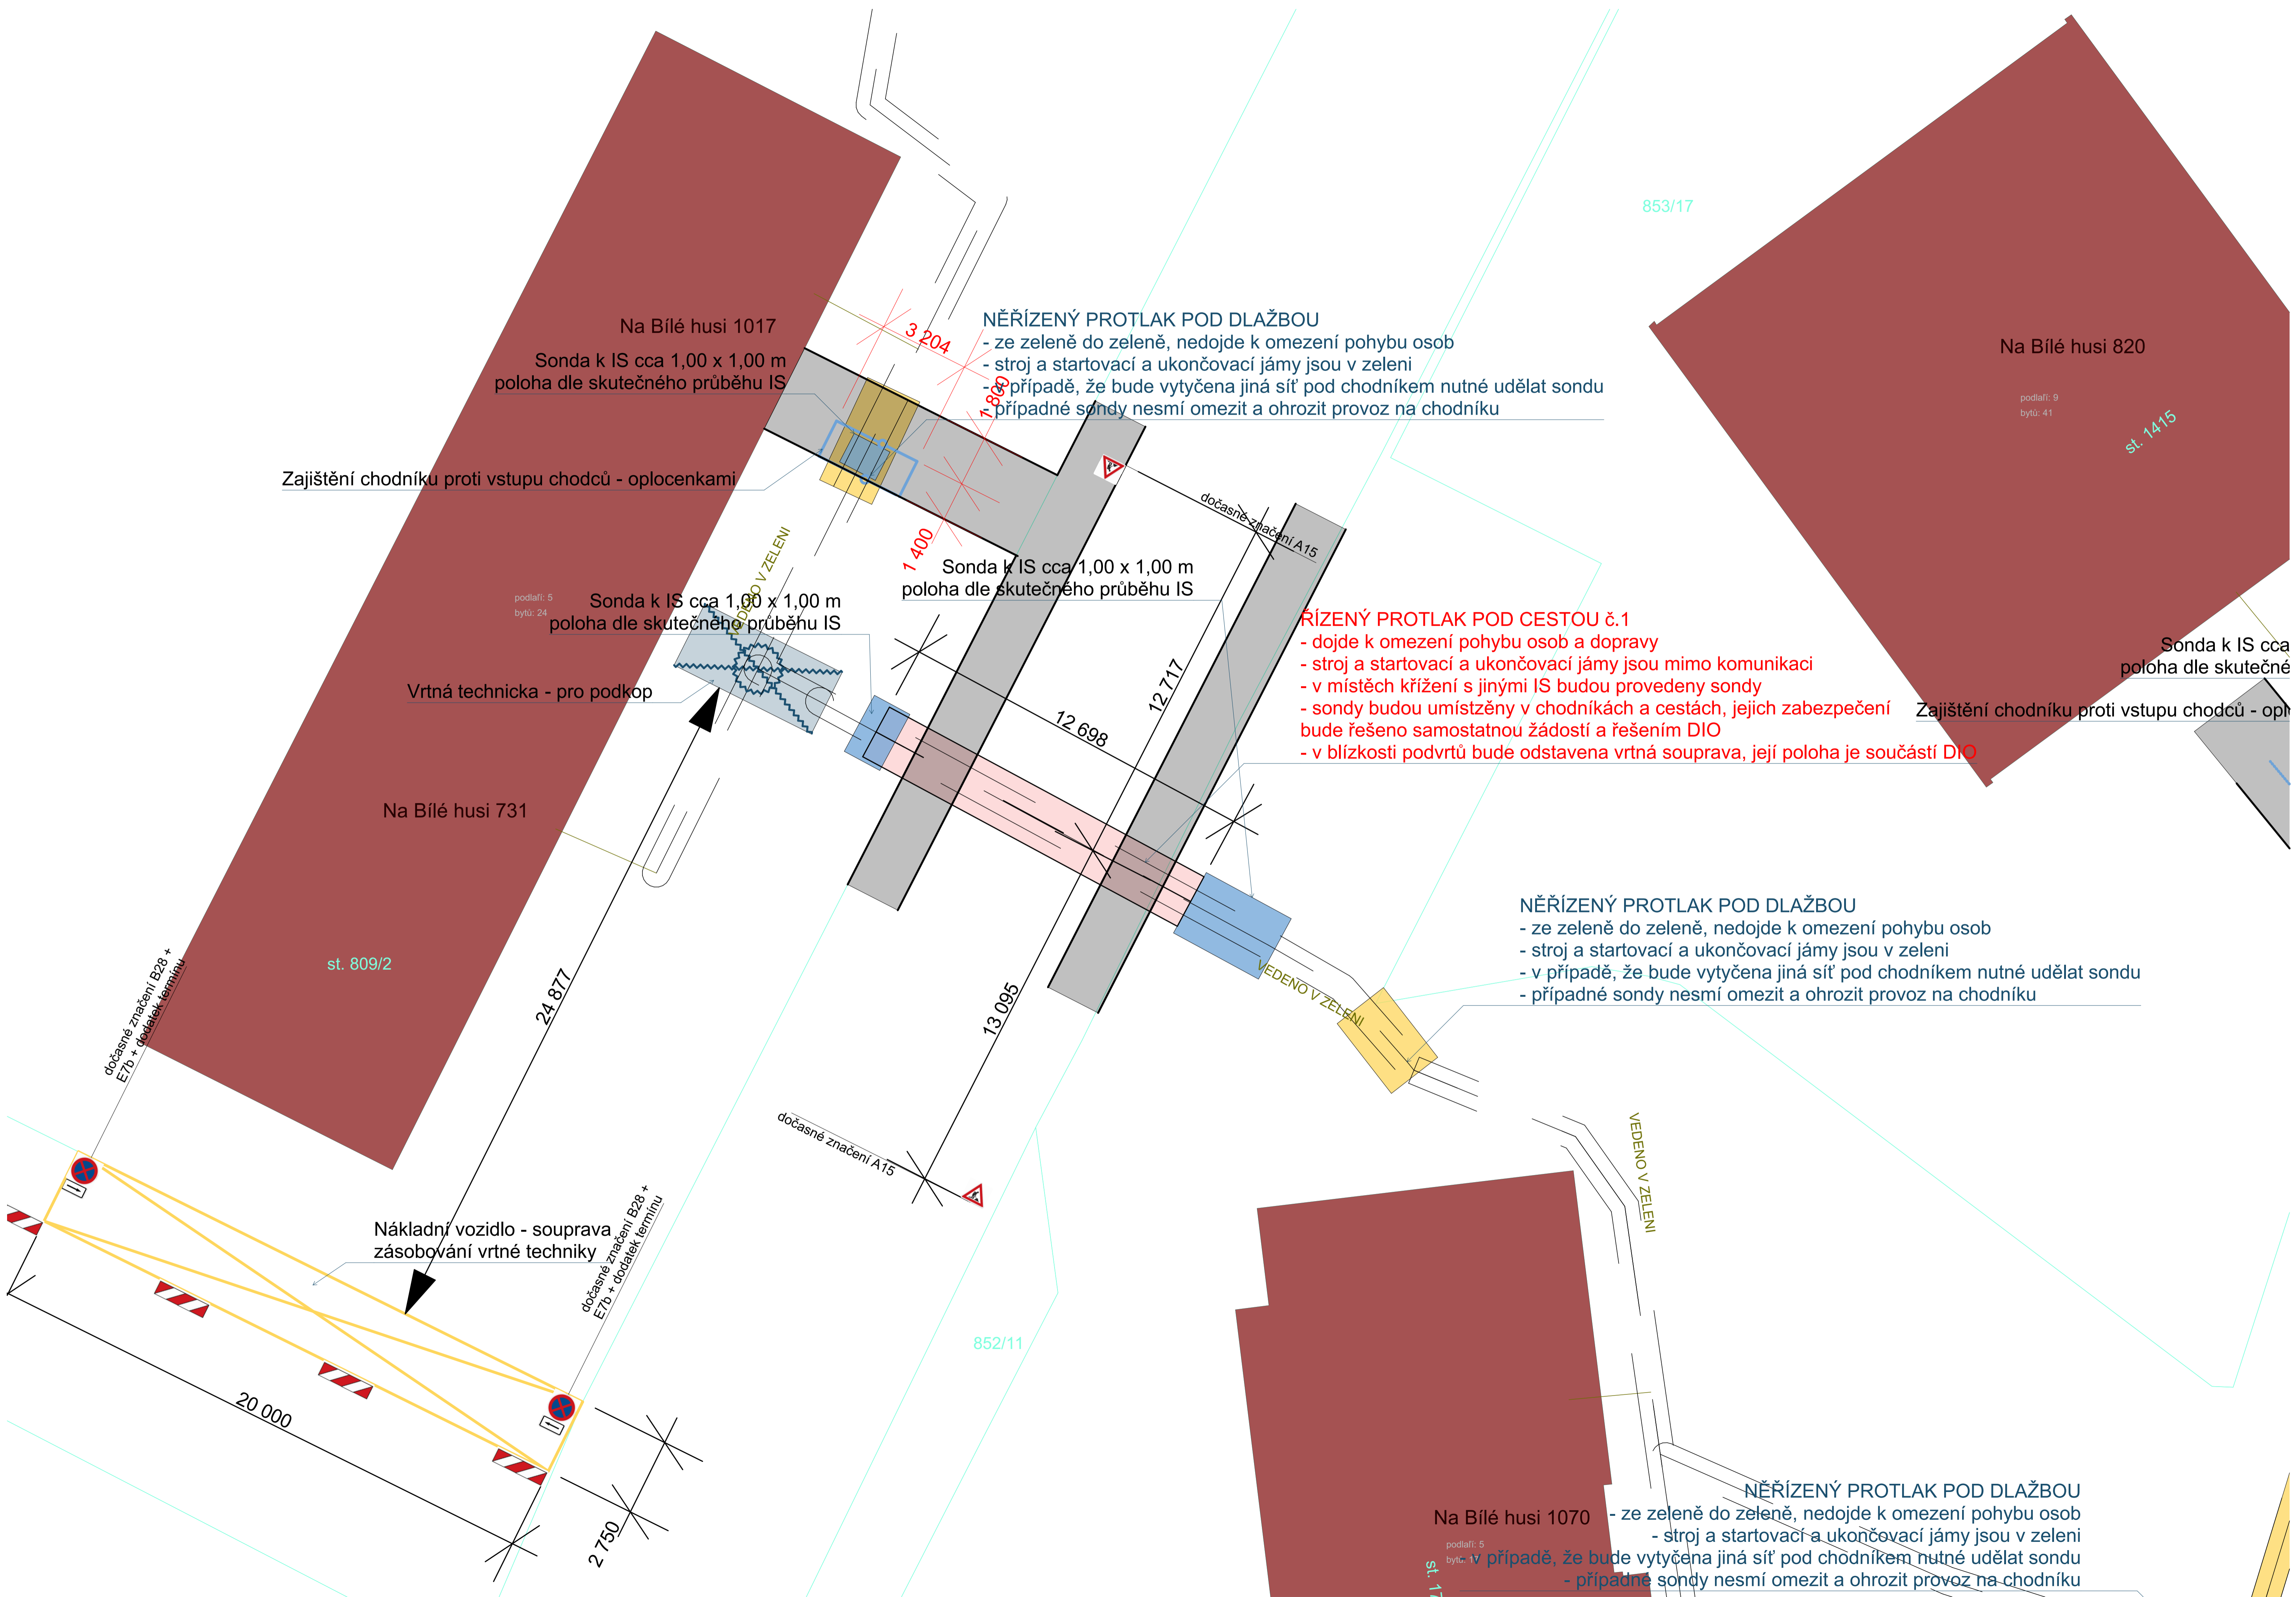 853/17
Na Bílé husi 1017
Sonda k IS cca 1,00 x 1,00 m
poloha dle skutečného průběhu IS
3 204
1 800
1 400
NĚŘÍZENÝ PROTLAK POD DLAŽBOU
- ze zeleně do zeleně, nedojde k omezení pohybu osob
- stroj a startovací a ukončovací jámy jsou v zeleni
- v případě, že bude vytyčena jiná síť pod chodníkem nutné udělat sondu
- případné sondy nesmí omezit a ohrozit provoz na chodníku
Na Bílé husi 820
podlaří: 9
bytů: 41
st. 1415
Zajištění chodníku proti vstupu chodců - oplocenkami
dočasné značení A15
VEDENO V ZELENI
Sonda k IS cca 1,00 x 1,00 m
poloha dle skutečného průběhu IS
podlaří: 5
bytů: 24
Sonda k IS cca 1,00 x 1,00 m
poloha dle skutečného průběhu IS
ŘÍZENÝ PROTLAK POD CESTOU č.1
- dojde k omezení pohybu osob a dopravy
- stroj a startovací a ukončovací jámy jsou mimo komunikaci
- v místěch křížení s jinými IS budou provedeny sondy
- sondy budou umístzěny v chodníkách a cestách, jejich zabezpečení
bude řešeno samostatnou žádostí a řešením DIO
- v blízkosti podvrtů bude odstavena vrtná souprava, její poloha je součástí DIO
Sonda k IS cca
poloha dle skutečné
Zajištění chodníku proti vstupu chodců - opl
Vrtná technicka - pro podkop
12 717
12 698
Na Bílé husi 731
NĚŘÍZENÝ PROTLAK POD DLAŽBOU
- ze zeleně do zeleně, nedojde k omezení pohybu osob
- stroj a startovací a ukončovací jámy jsou v zeleni
- v případě, že bude vytyčena jiná síť pod chodníkem nutné udělat sondu
- případné sondy nesmí omezit a ohrozit provoz na chodníku
st. 809/2
24 877
13 095
VEDENO V ZELENI
dočasné značení B28 +
E7b + dodatek termínu
dočasné značení A15
VEDENO V ZELENI
Nákladní vozidlo - souprava
zásobování vrtné techniky
dočasné značení B28 +
E7b + dodatek termínu
852/11
20 000
2 750
Na Bílé husi 1070
podlaří: 5
bytů:
st. 17
NĚŘÍZENÝ PROTLAK POD DLAŽBOU
- ze zeleně do zeleně, nedojde k omezení pohybu osob
- stroj a startovací a ukončovací jámy jsou v zeleni
- v případě, že bude vytyčena jiná síť pod chodníkem nutné udělat sondu
- případné sondy nesmí omezit a ohrozit provoz na chodníku